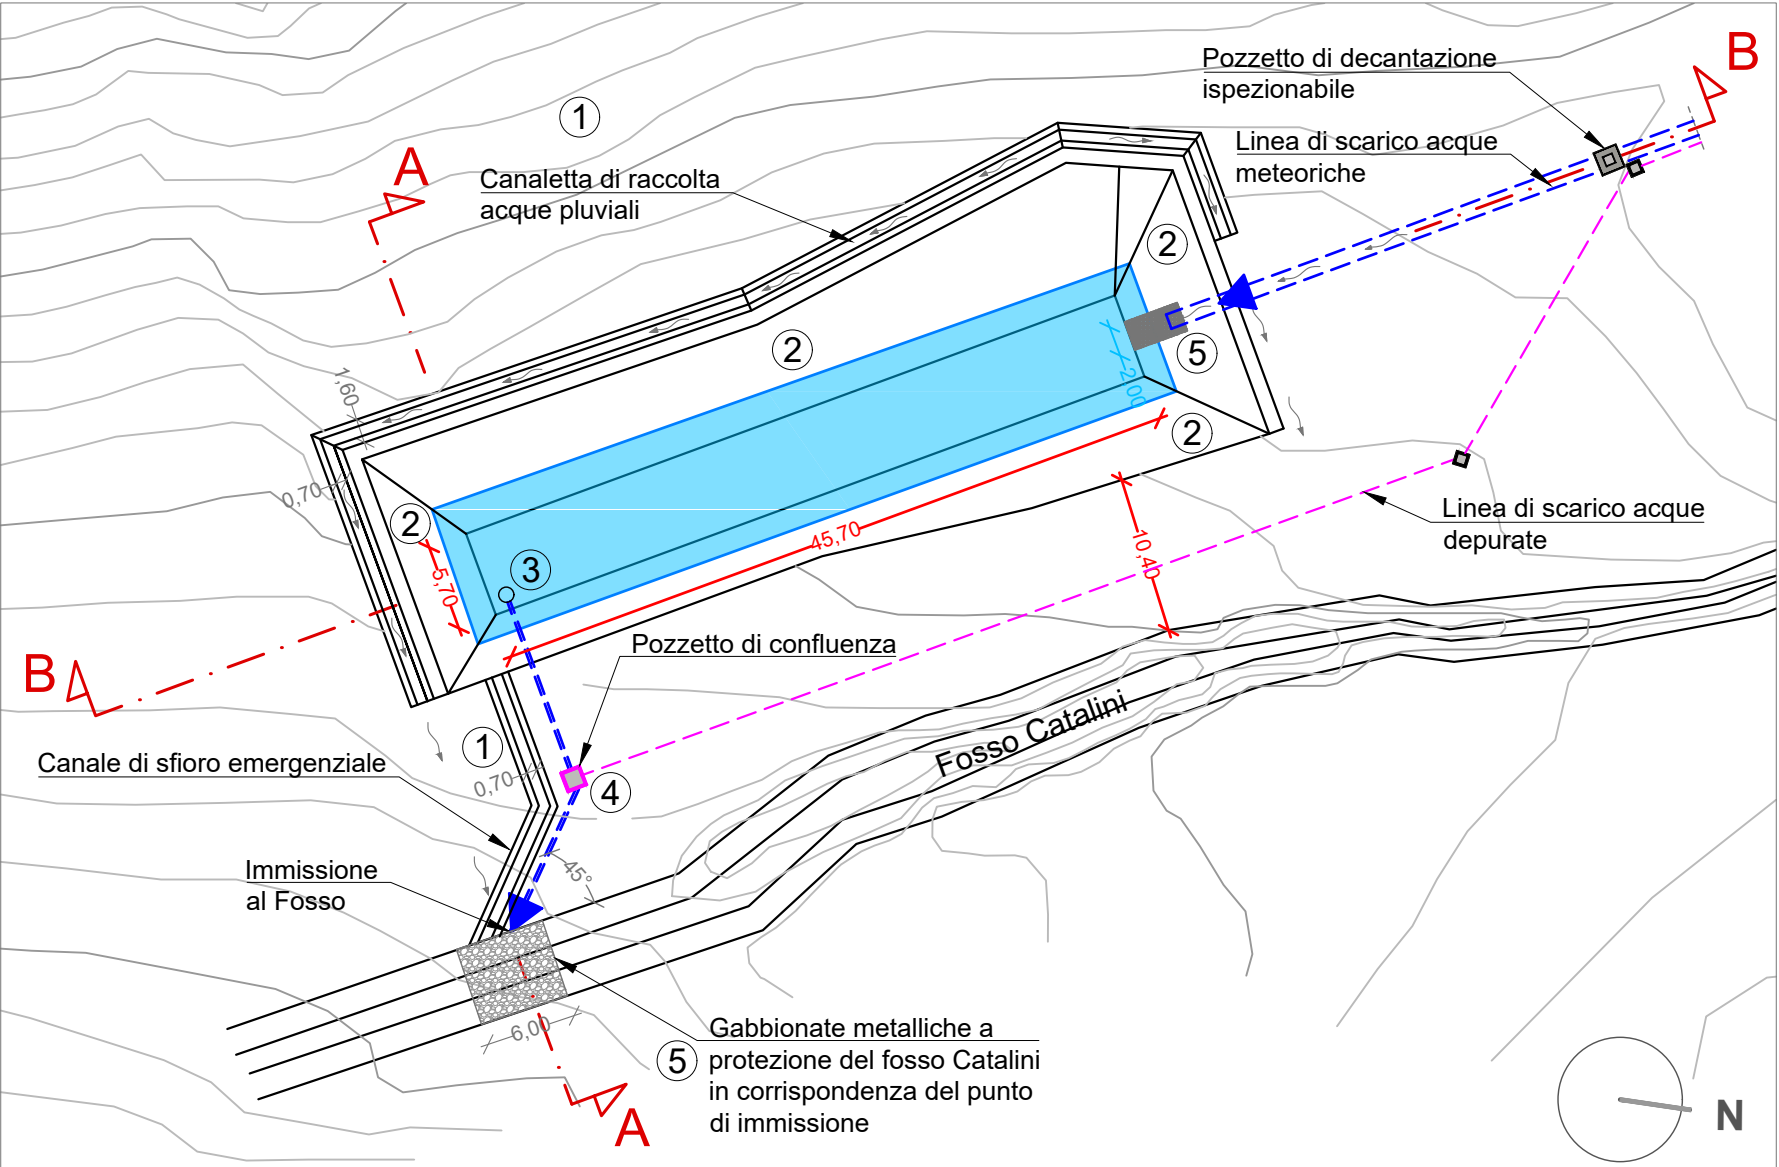 B
Pozzetto di decantazione
ispezionabile
1
Linea di scarico acque
meteoriche
A
Canaletta di raccolta
acque pluviali
2
2
5
1,60
2,00
2
0,70
2
45,70
Linea di scarico acque
depurate
10,40
3
5,70
Pozzetto di confluenza
B
Fosso Catalini
1
Canale di sfioro emergenziale
0,70
4
45°
Immissione
al Fosso
6,00
Gabbionate metalliche a
5
protezione del fosso Catalini
in corrispondenza del punto
di immissione
A
N